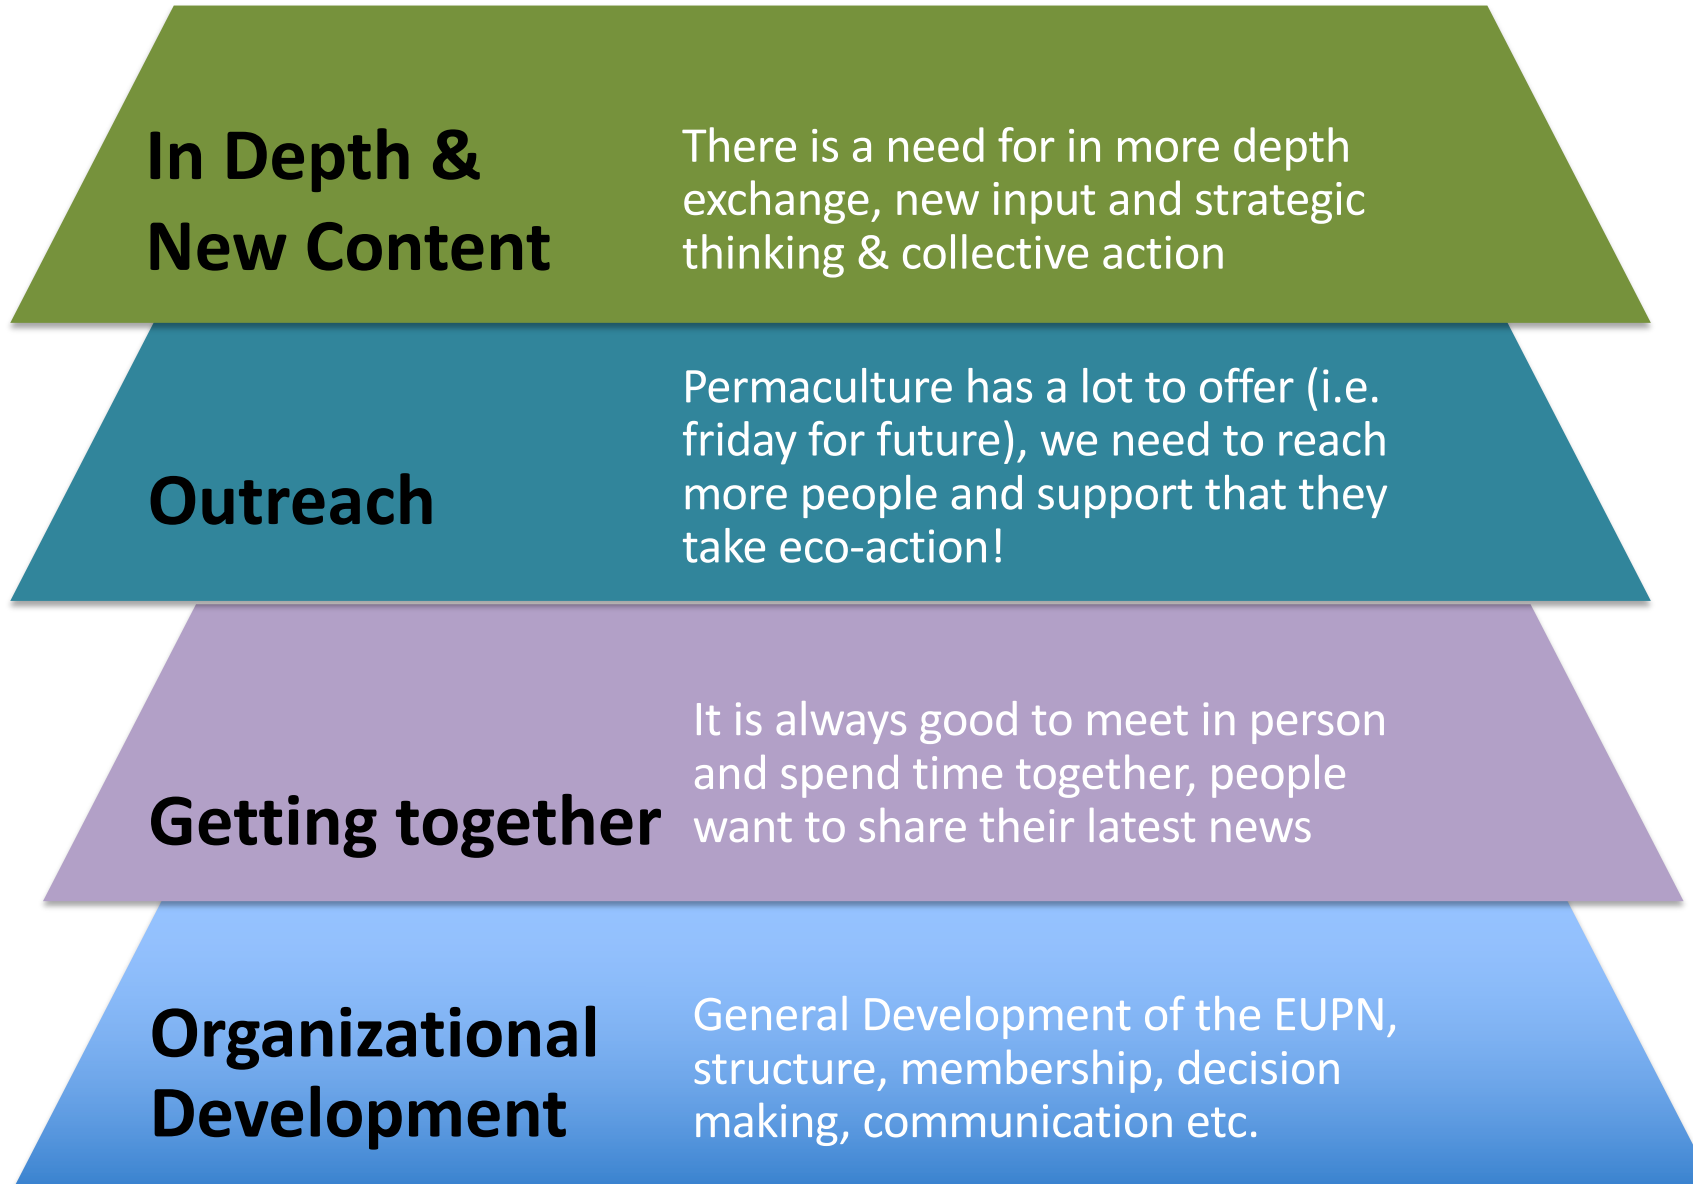 In Depth &
New Content
There is a need for in more depth
exchange, new input and strategic
thinking & collective action
Outreach
Permaculture has a lot to offer (i.e.
friday for future), we need to reach
more people and support that they
take eco-action!
Getting together
It is always good to meet in person
and spend time together, people
want to share their latest news
Organizational
Development
General Development of the EUPN,
structure, membership, decision
making, communication etc.